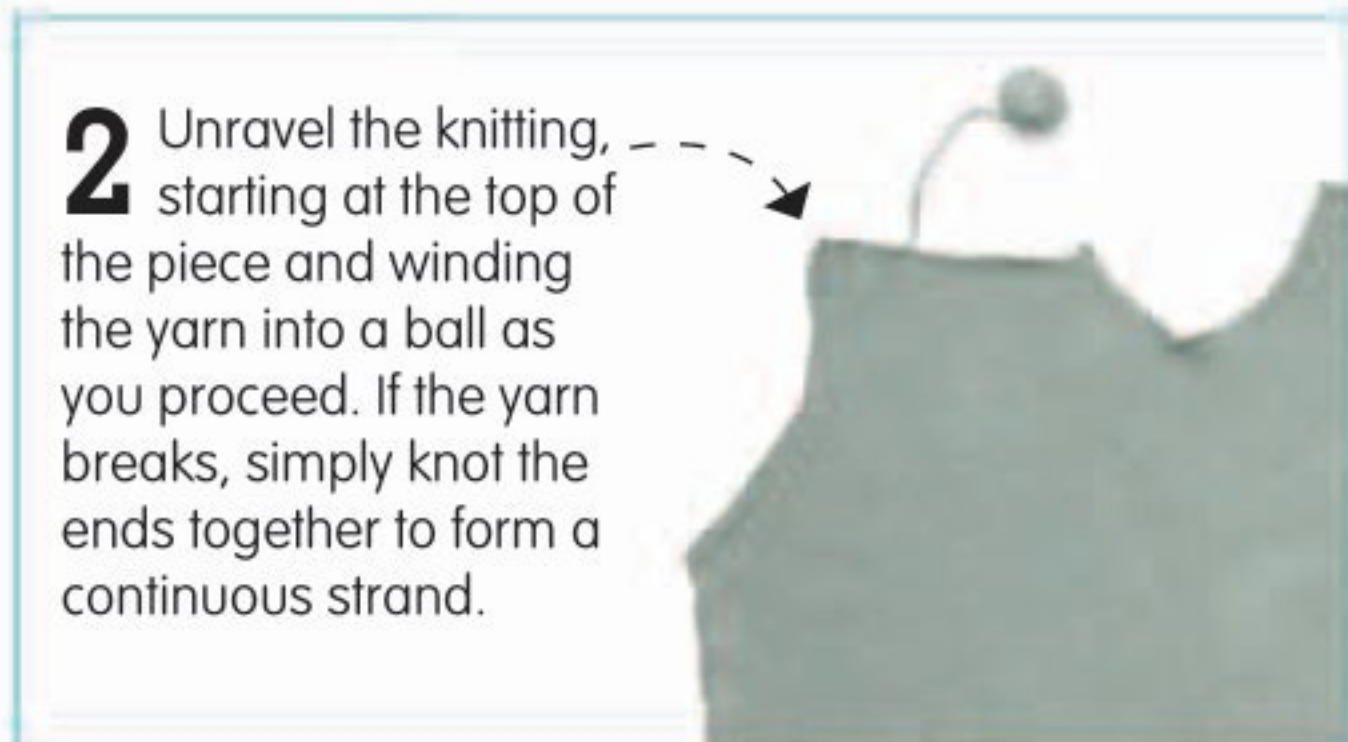 2 Unravel the knitting,
starting at the top of
the piece and winding
the yarn into a ball as
you proceed. If the yarn
breaks, simply knot the
ends together to form a
continuous strand.